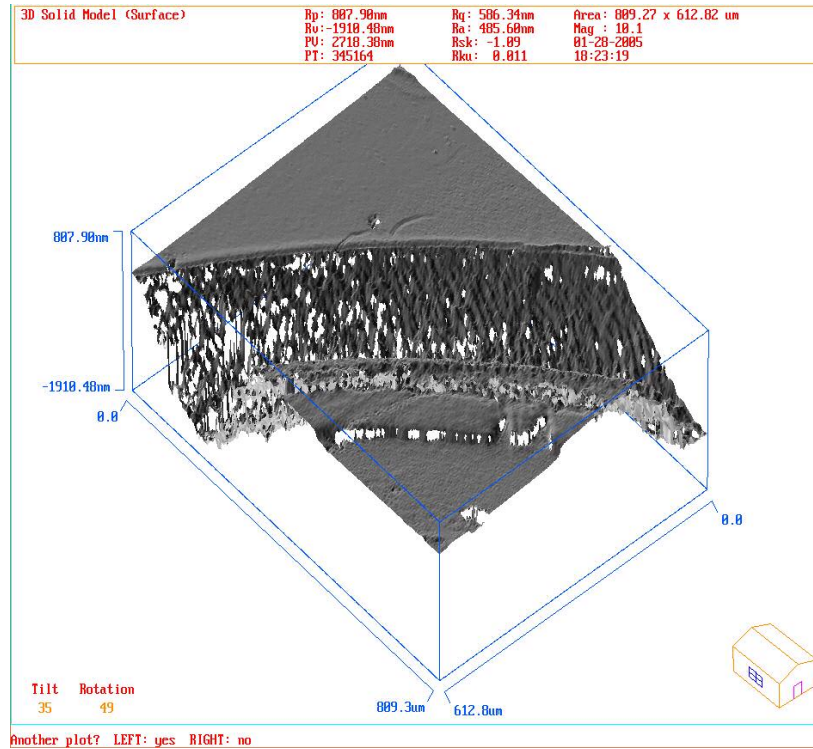 3D Solid Model (Surface)
Rp: 807.90nm Rq: 586.34nm Area: 809.27 x 612.82 um
Rv:-1910.48nm Ra: 485.60nm Mag : 10.1
PV: 2718.38nm Rsk: -1.09 01-28-2005
PT: 345164 Rku: 0.011 18:23:19
807.90nm
-1910.48nm
0.0
0.0
Tilt Rotation
35 49
809.3um 612.8um
Another plot? LEFT: yes RIGHT: no